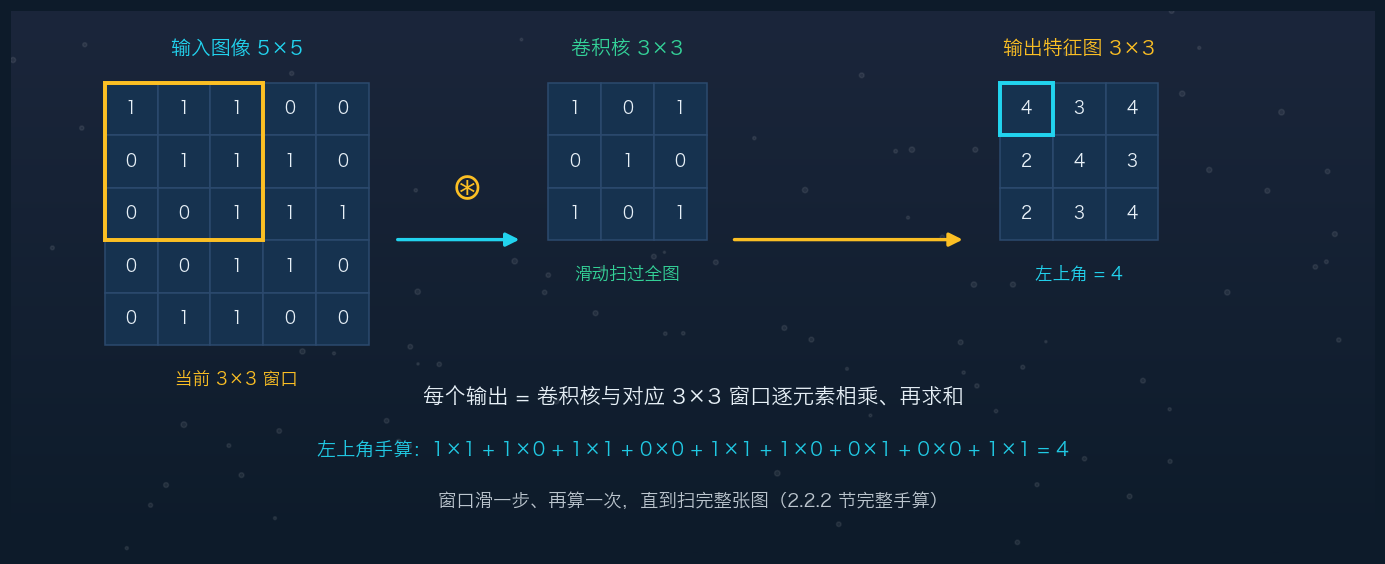 输入图像 5×5
卷积核 3×3
输出特征图 3×3
1 1 1 0 0
0 1 1 1 0
0 0 1 1 1
0 0 1 1 0
0 1 1 0 0
当前 3×3 窗口
⊛
1 0 1
0 1 0
1 0 1
滑动扫过全图
4 3 4
2 4 3
2 3 4
左上角 = 4
每个输出 = 卷积核与对应 3×3 窗口逐元素相乘、再求和
左上角手算: 1×1 + 1×0 + 1×1 + 0×0 + 1×1 + 1×0 + 0×1 + 0×0 + 1×1 = 4
窗口滑一步、再算一次，直到扫完整张图（2.2.2 节完整手算）